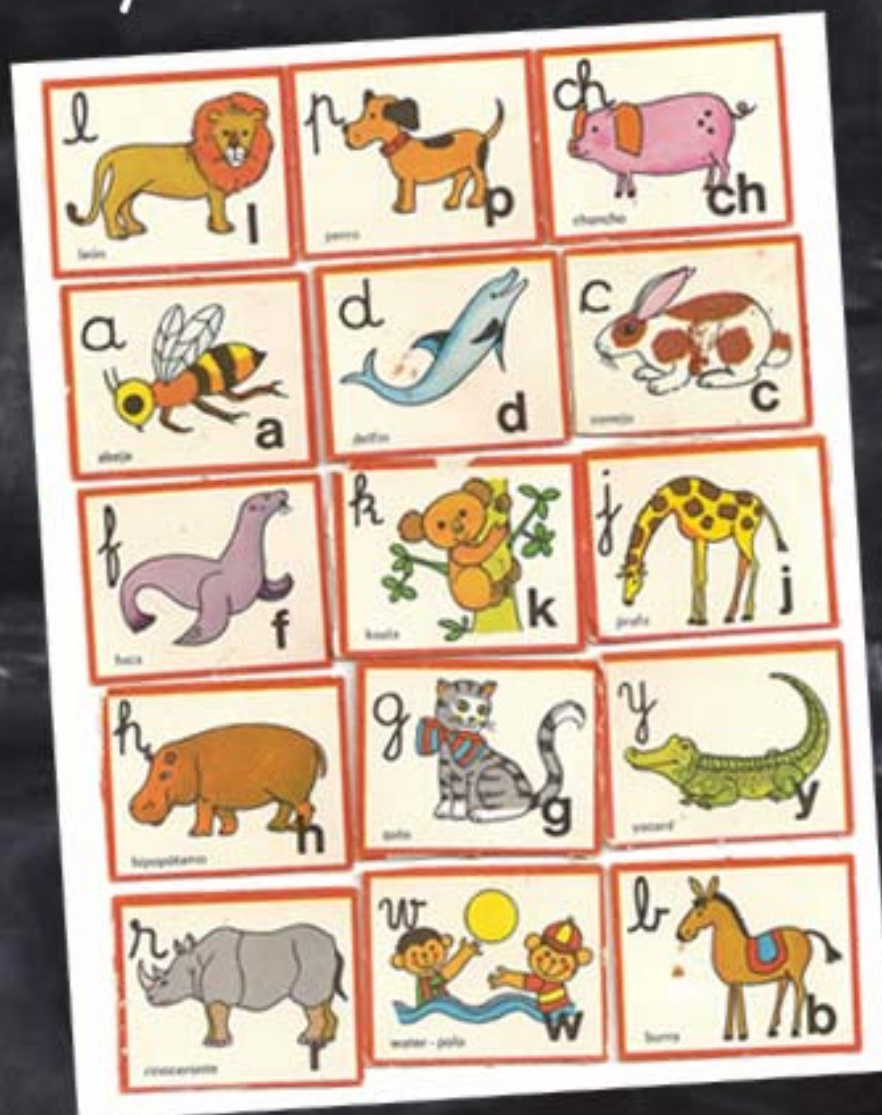 l
l
león
p
p
perro
ch
ch
chancho
a
a
abeja
d
d
delfín
c
c
conejo
f
f
foca
k
k
koala
j
j
jirafa
h
h
hipopótamo
g
g
gato
y
y
yacaré
r
r
rinoceronte
w
w
water-polo
b
b
burro